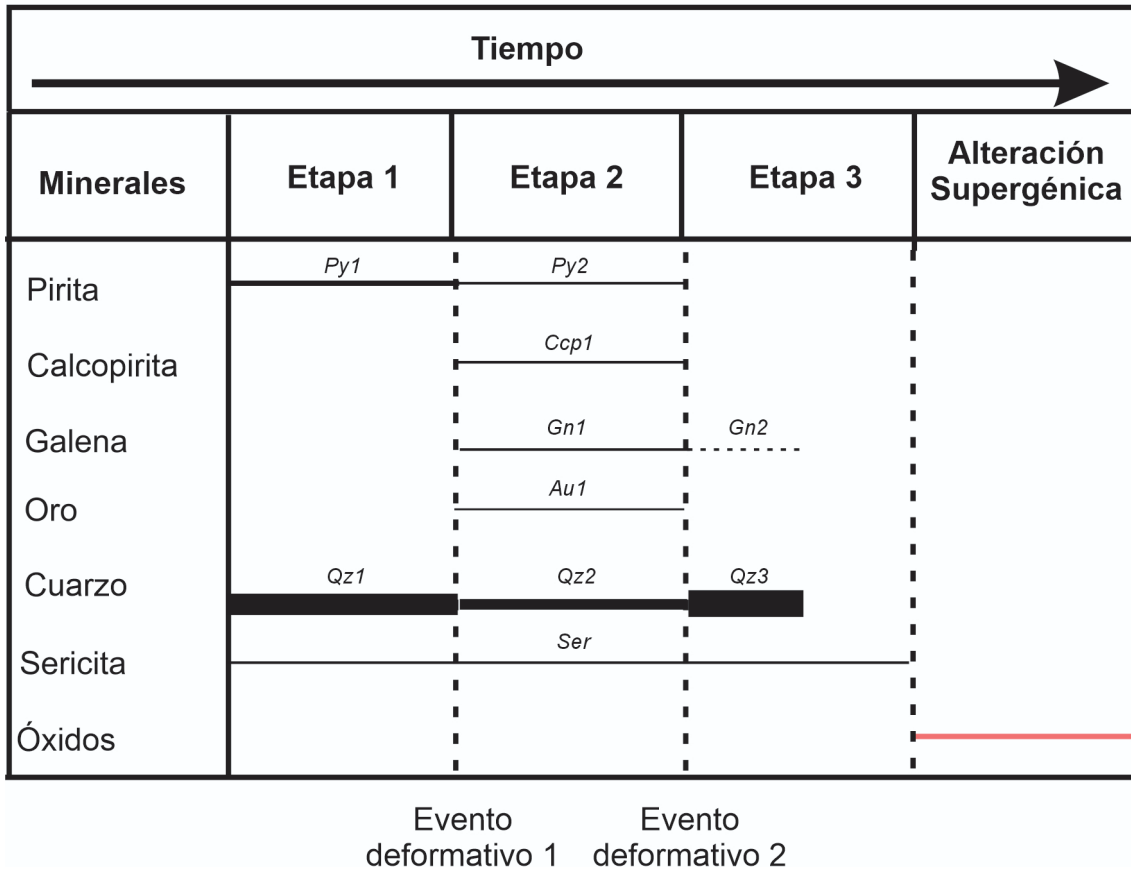 Tiempo
Minerales
Etapa 1
Etapa 2
Etapa 3
Alteración
Supergénica
Pirita
Py1
Py2
Calcopirita
Ccp1
Galena
Gn1
Gn2
Oro
Au1
Cuarzo
Qz1
Qz2
Qz3
Sericita
Ser
Óxidos
Evento
deformativo 1
Evento
deformativo 2